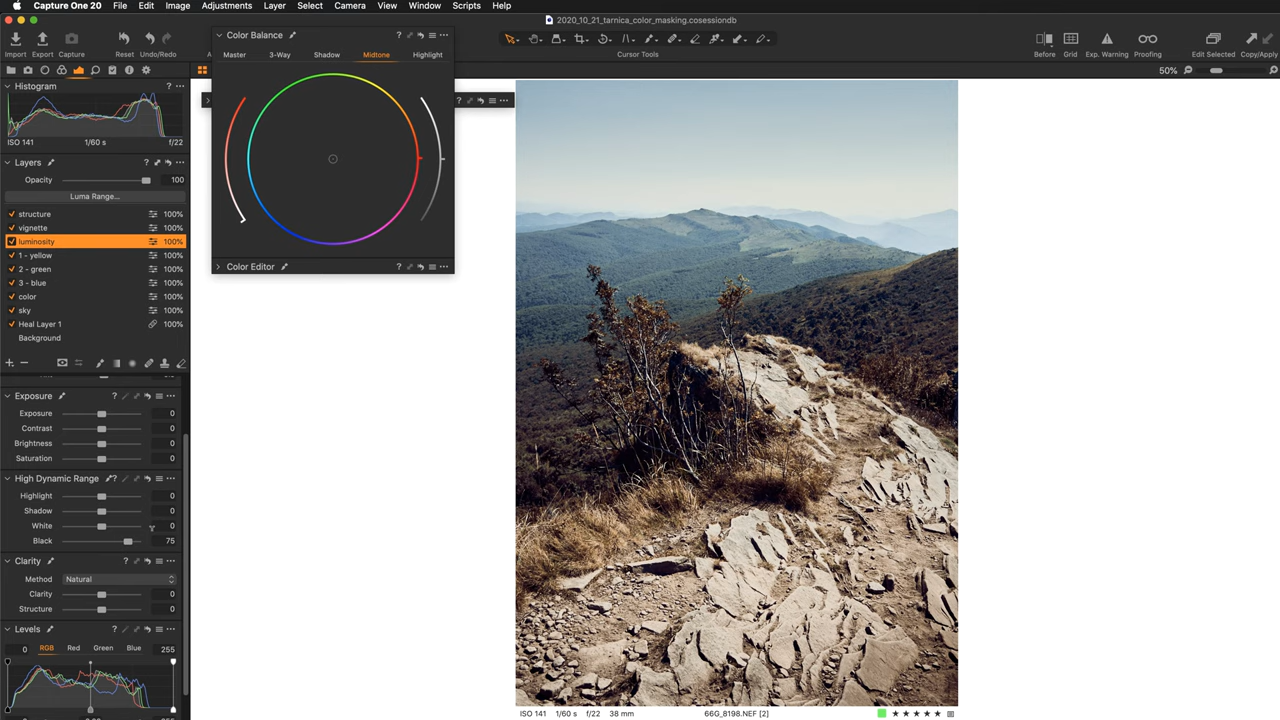 Capture One 20 File Edit Image Adjustments Layer Select Camera View Window Scripts Help
2020_10_21_tarnica_color_masking.cosessiondb
Import Export Capture Reset Undo/Redo Cursor Tools Before Grid Exp. Warning Proofing Edit Selected Copy/Apply
50%
Histogram ? ...
ISO 141 1/60 s f/22
Layers ? ...
Opacity 100
Luma Range...
structure 100%
vignette 100%
luminosity 100%
1 - yellow 100%
2 - green 100%
3 - blue 100%
color 100%
sky 100%
Heal Layer 1 100%
Background
Exposure ? ...
Exposure 0
Contrast 0
Brightness 0
Saturation 0
High Dynamic Range ? ...
Highlight 0
Shadow 0
White 0
Black 75
Clarity ? ...
Method Natural
Clarity 0
Structure 0
Levels ? ...
0 RGB Red Green Blue 255
Color Balance ? ...
Master 3-Way Shadow Midtone Highlight
? ...
Color Editor ? ...
ISO 141 1/60 s f/22 38 mm 66G_8198.NEF [2]